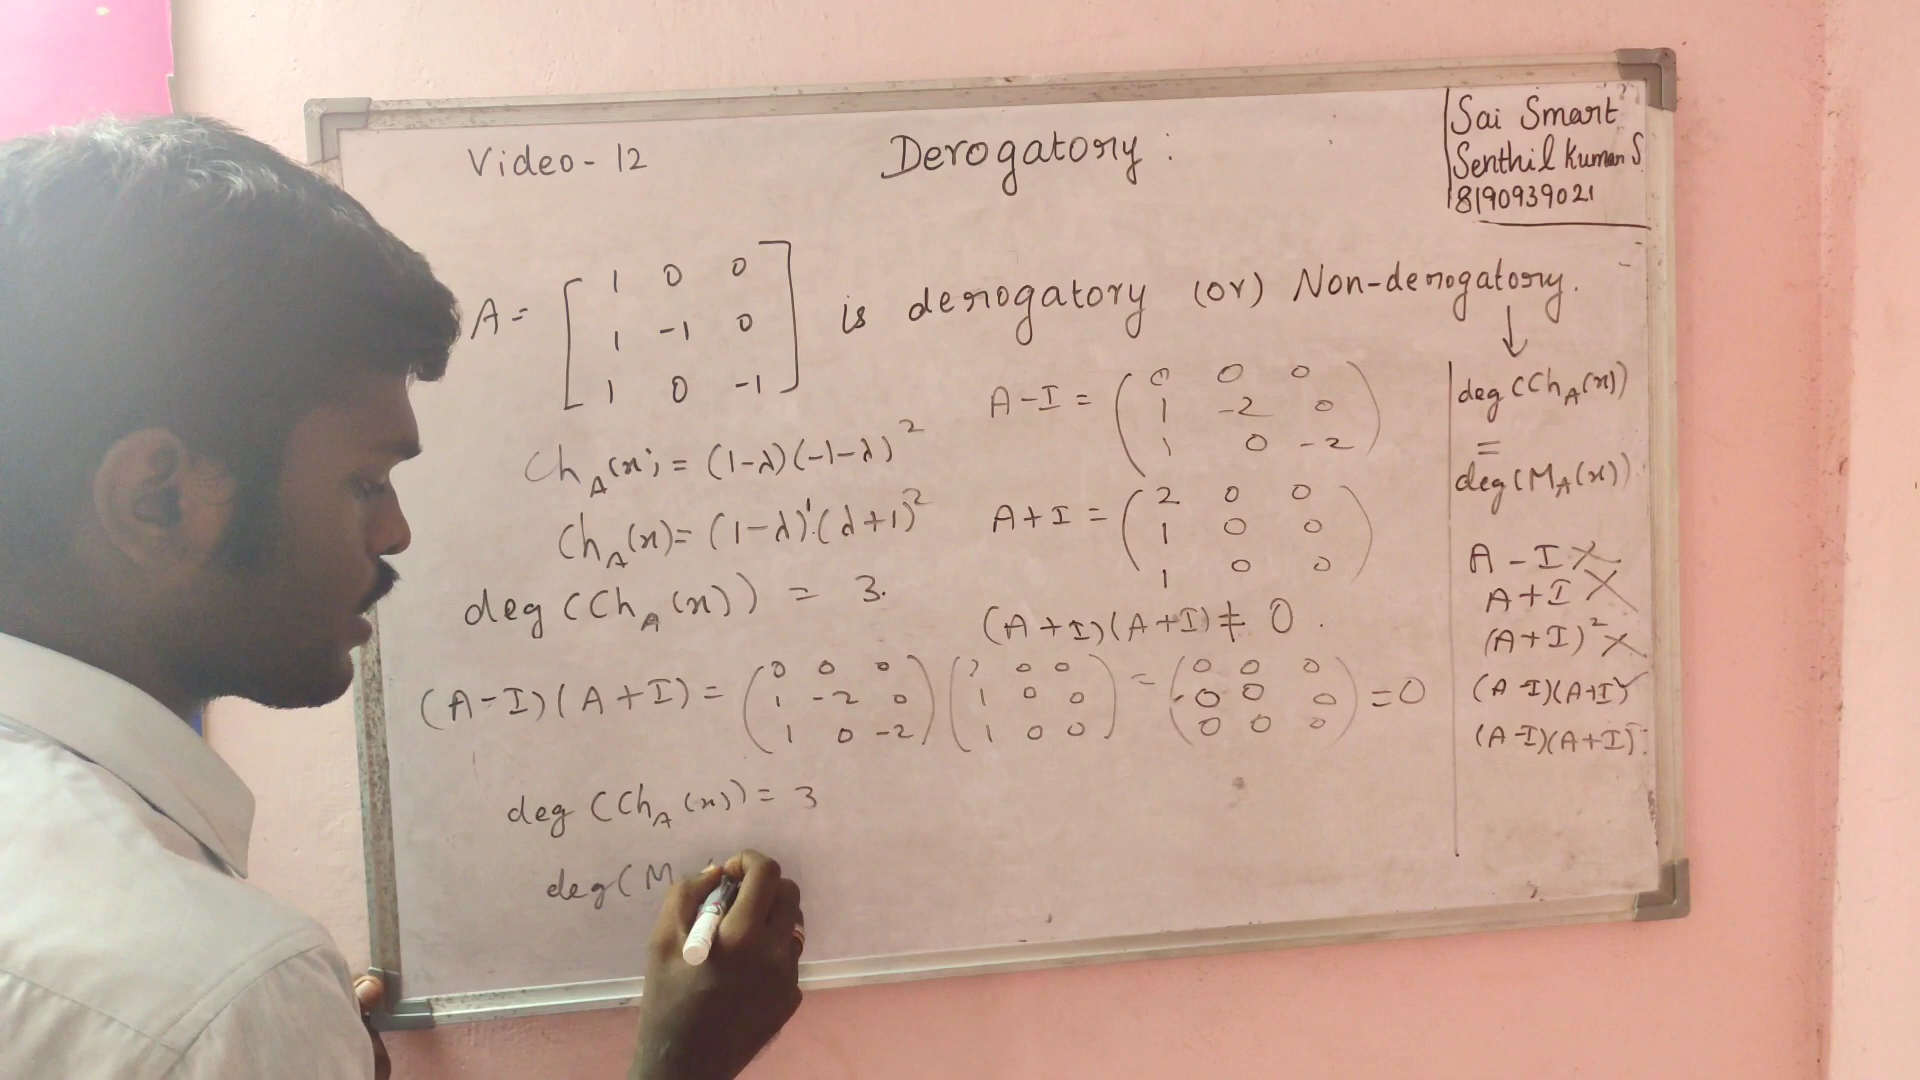 Video - 12
Derogatory :
Sai Smart
Senthil Kumar S
8190939021
A = [ 1 0 0
1 -1 0
1 0 -1 ] is derogatory (or) Non-derogatory.
↓
Ch_A(x) = (1-λ)(-1-λ)²
Ch_A(x) = (1-λ)¹(λ+1)²
deg (Ch_A(x)) = 3.
A - I = ( 0 0 0
1 -2 0
1 0 -2 )
A + I = ( 2 0 0
1 0 0
1 0 0 )
(A+I)(A+I) ≠ 0.
(A-I)(A+I) = ( 0 0 0
1 -2 0
1 0 -2 ) ( 2 0 0
1 0 0
1 0 0 ) = ( 0 0 0
0 0 0
0 0 0 ) = 0
deg (Ch_A(x)) = 3
deg (M
deg (Ch_A(x))
=
deg (M_A(x))
A - I ×
A + I ×
(A+I)² ×
(A-I)(A+I) ✓
(A-I)(A+I)